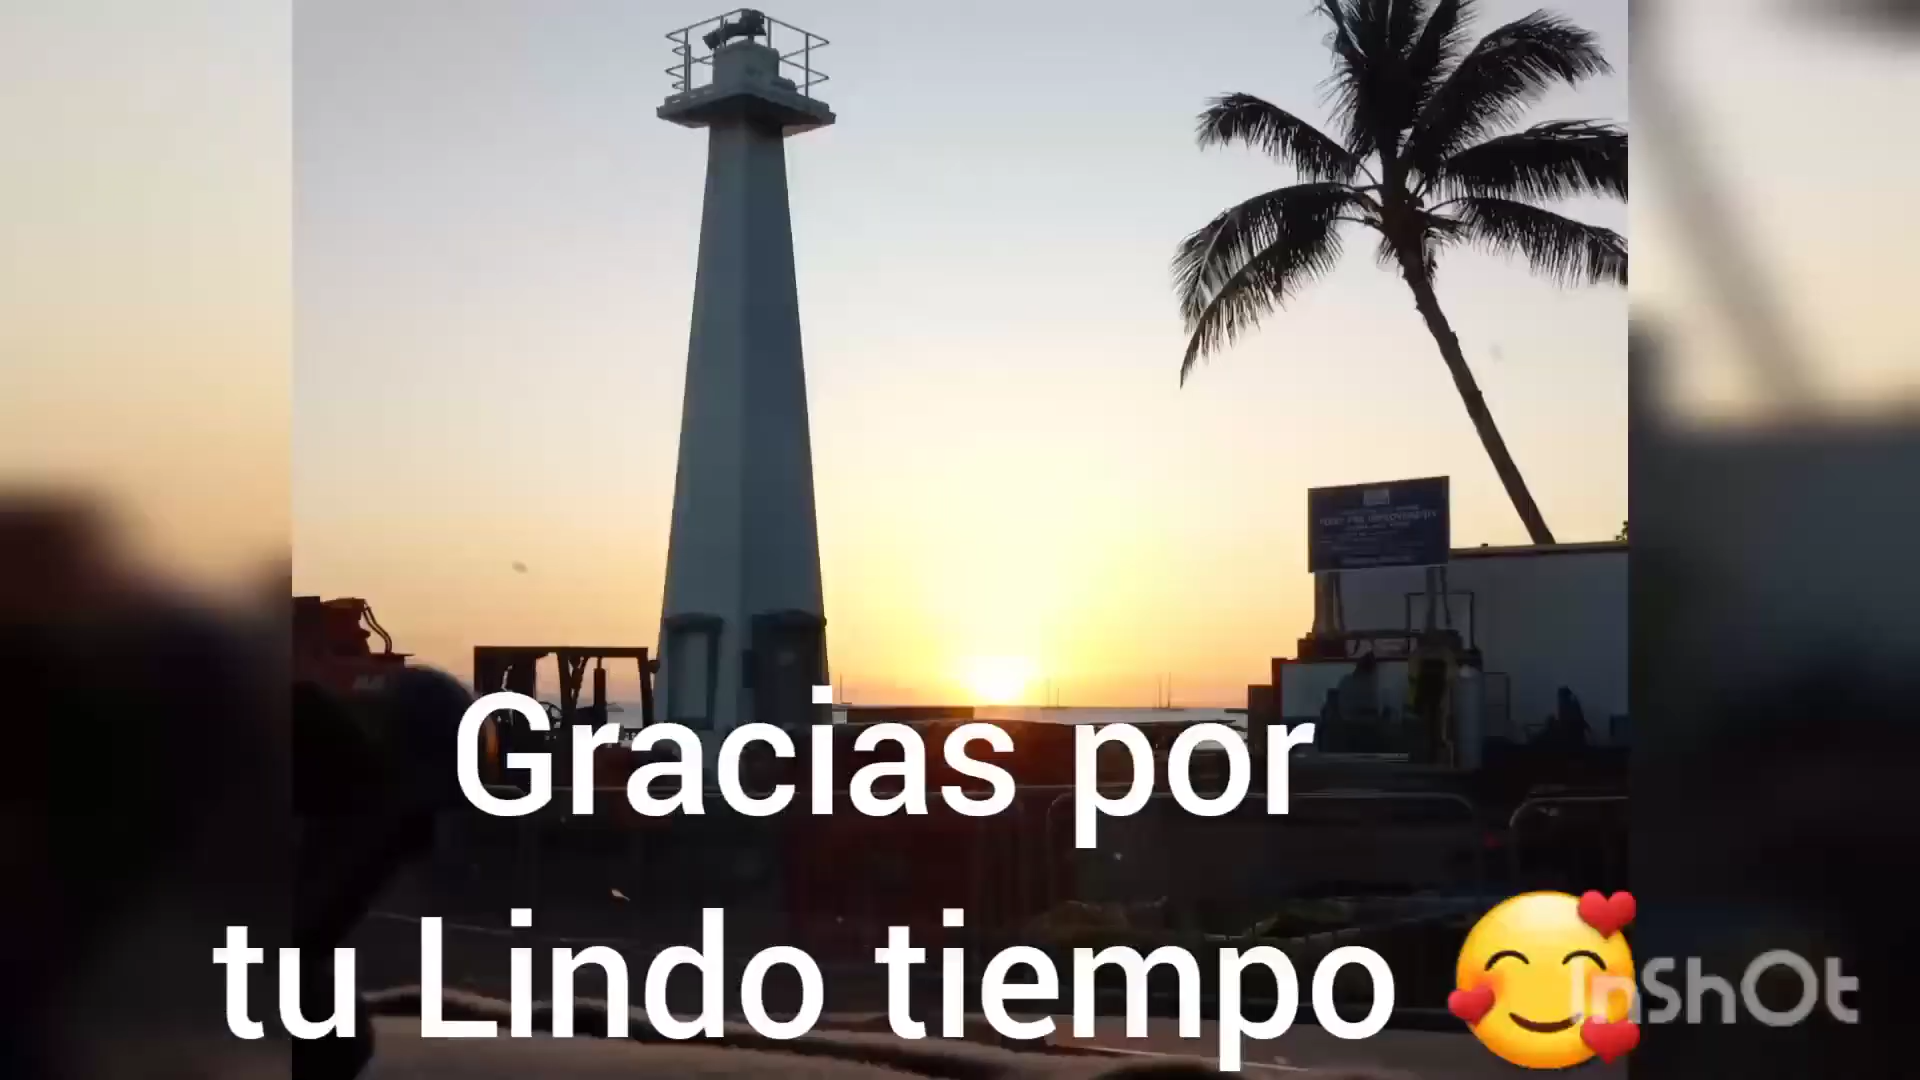 Gracias por
tu Lindo tiempo 🥰
InShOt